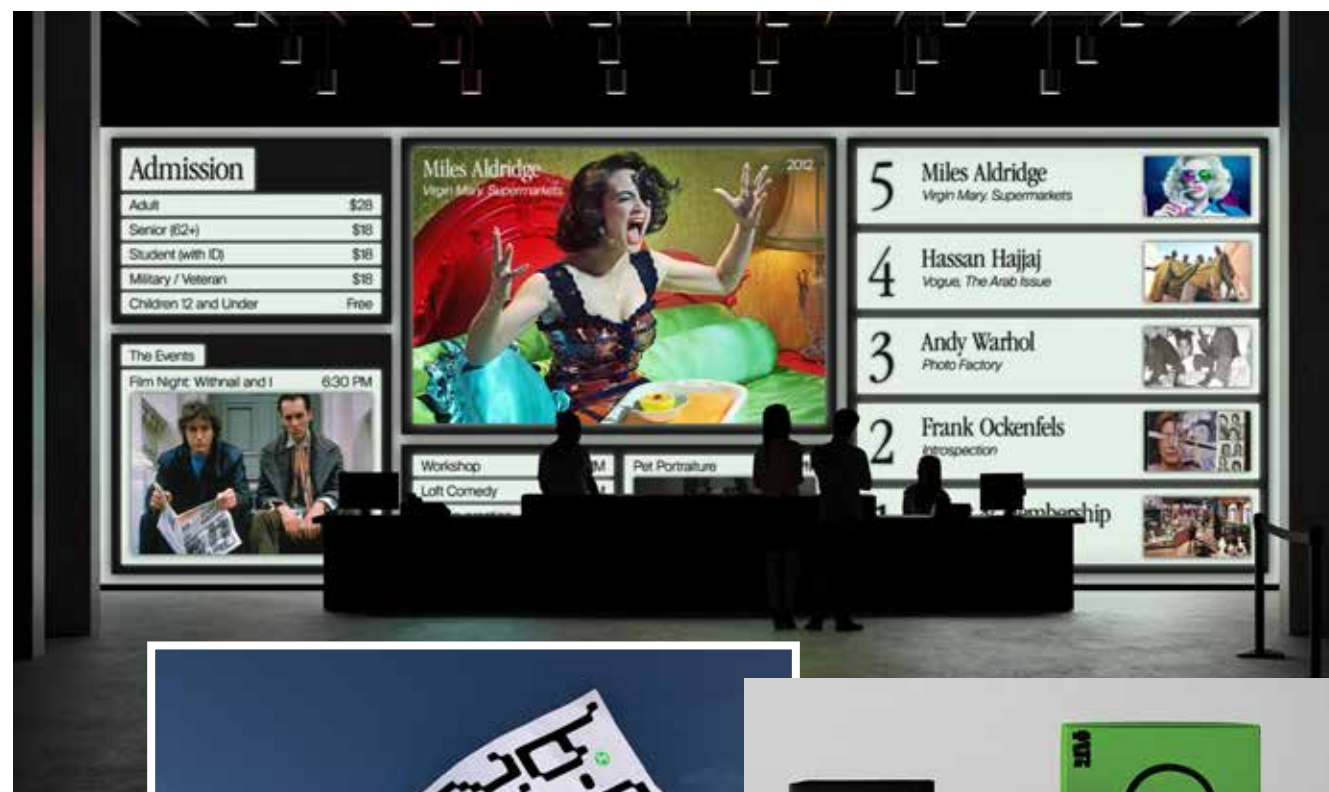 Admission
Adult $28
Senior (62+) $18
Student (with ID) $18
Military / Veteran $18
Children 12 and Under Free
The Events
Film Night: Withnail and I 6:30 PM
Miles Aldridge 2012
Virgin Mary. Supermarkets
Workshop
Loft Comedy
Pet Portraiture
5 Miles Aldridge
Virgin Mary. Supermarkets
4 Hassan Hajjaj
Vogue, The Arab Issue
3 Andy Warhol
Photo Factory
2 Frank Ockenfels
Introspection